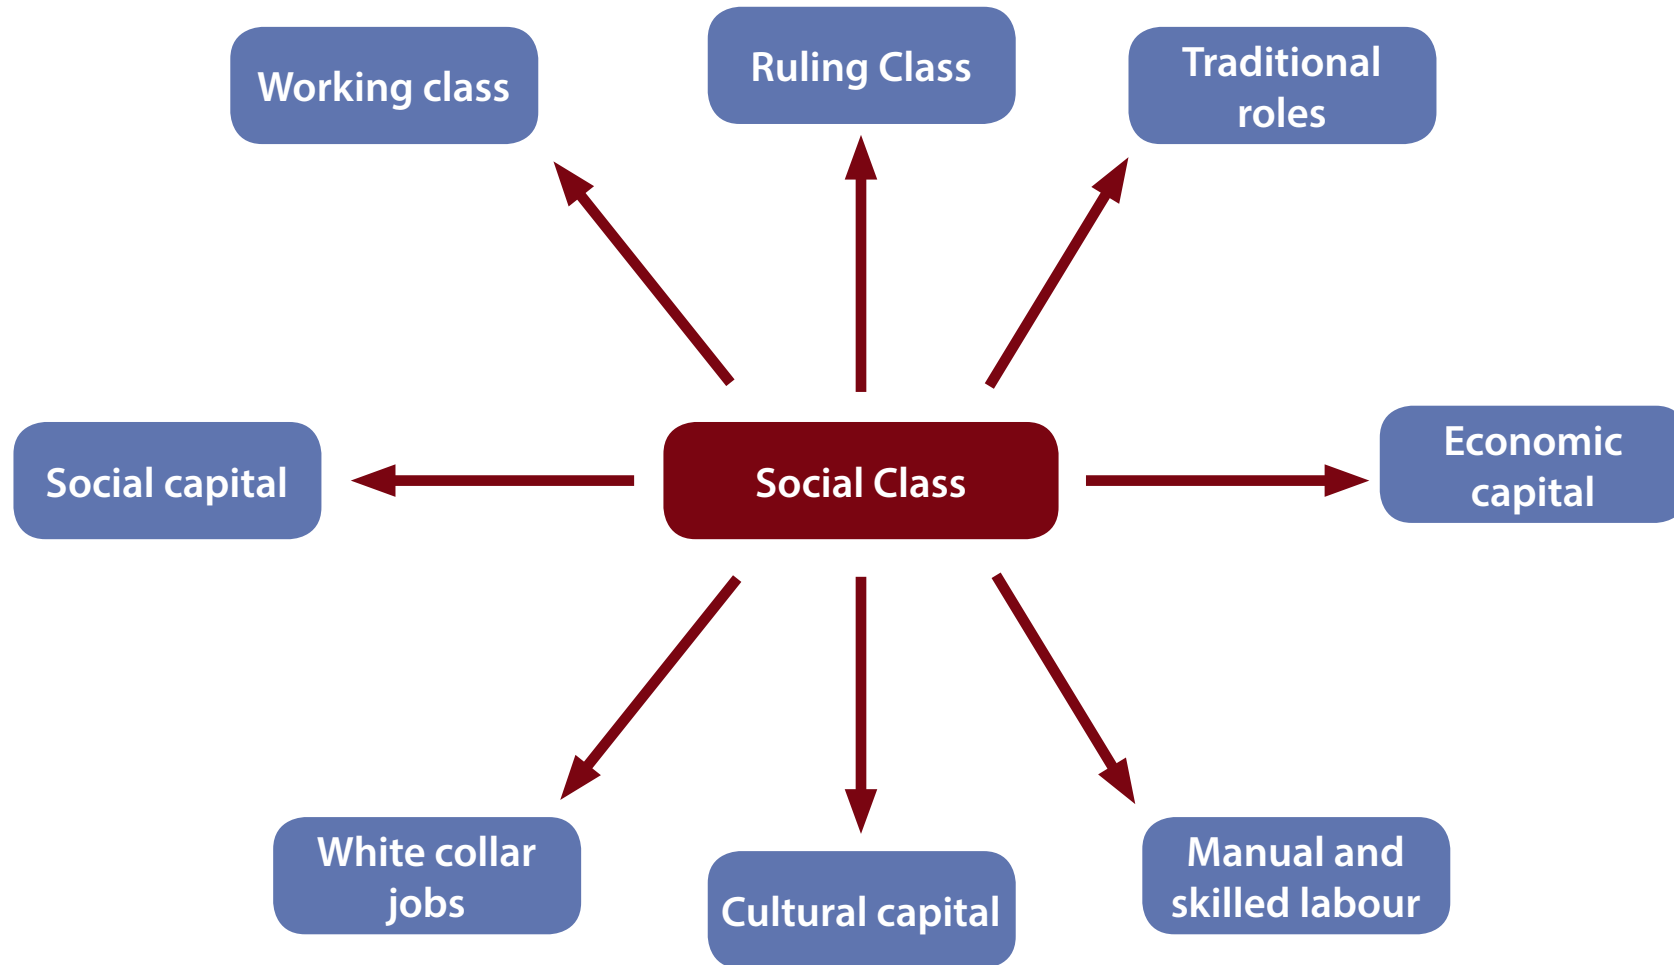 Working class
Ruling Class
Traditional
roles
Social capital
Social Class
Economic
capital
White collar
jobs
Cultural capital
Manual and
skilled labour